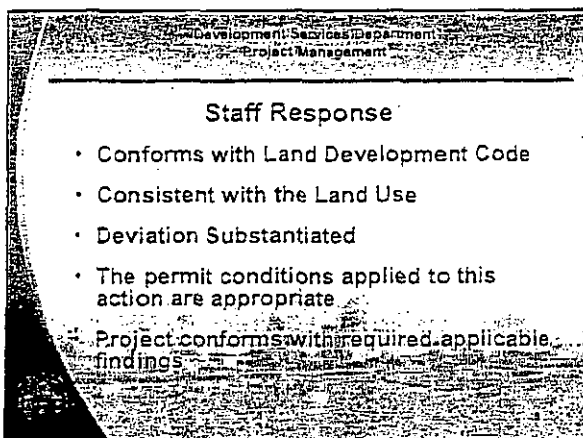 Development Services Department
Project Management
Staff Response
• Conforms with Land Development Code
• Consistent with the Land Use
• Deviation Substantiated
• The permit conditions applied to this
action are appropriate
Project conforms with required applicable
findings